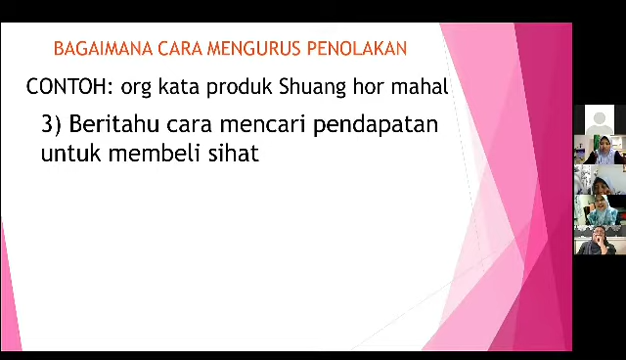 BAGAIMANA CARA MENGURUS PENOLAKAN
CONTOH: org kata produk Shuang hor mahal
3) Beritahu cara mencari pendapatan
untuk membeli sihat